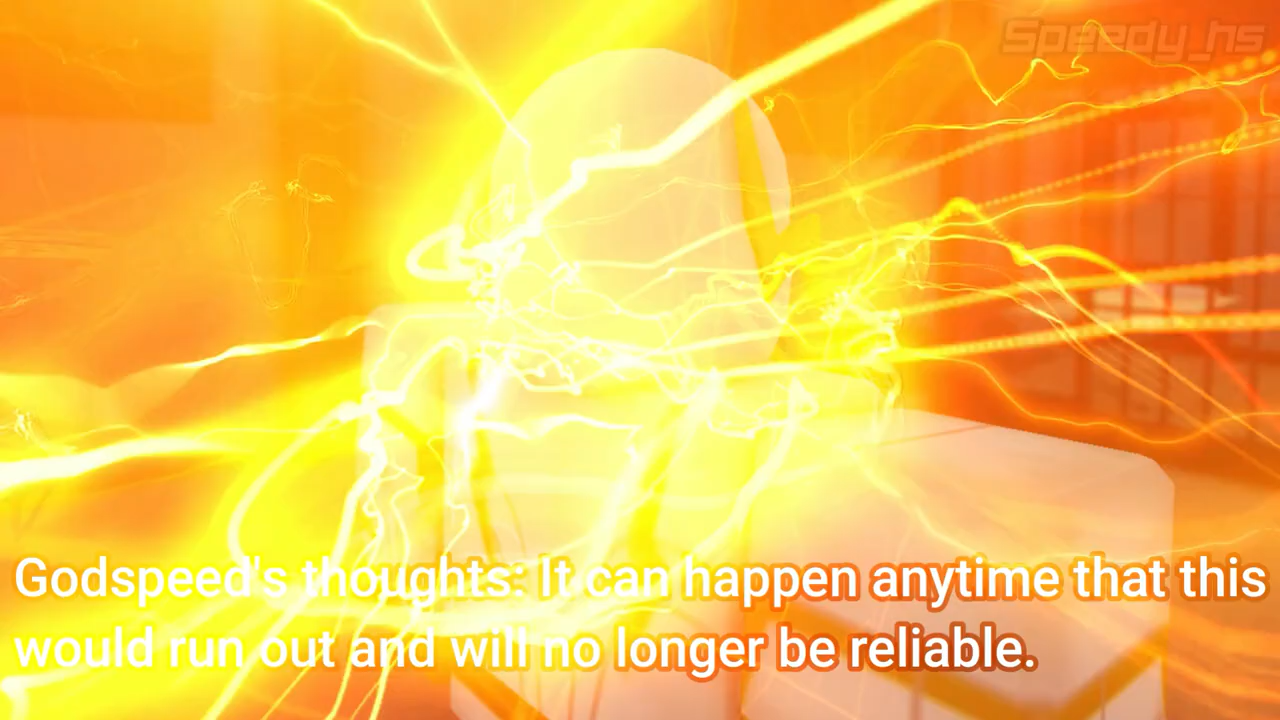 Speedy_hs
Godspeed's thoughts: It can happen anytime that this
would run out and will no longer be reliable.